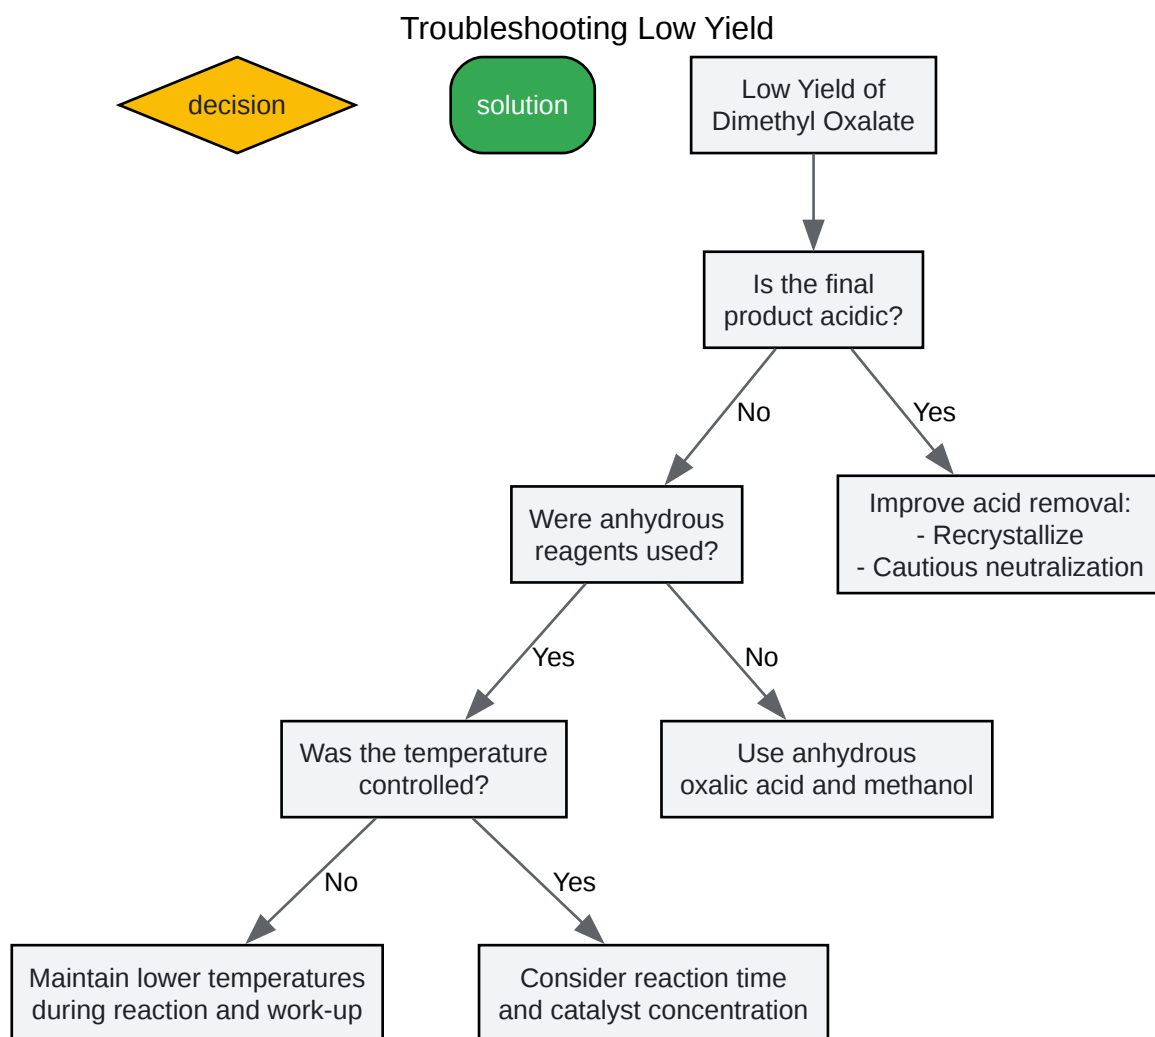 Troubleshooting Low Yield
decision
solution
Low Yield of
Dimethyl Oxalate
Is the final
product acidic?
No
Yes
Were anhydrous
reagents used?
Improve acid removal:
- Recrystallize
- Cautious neutralization
Yes
No
Was the temperature
controlled?
Use anhydrous
oxalic acid and methanol
No
Yes
Maintain lower temperatures
during reaction and work-up
Consider reaction time
and catalyst concentration